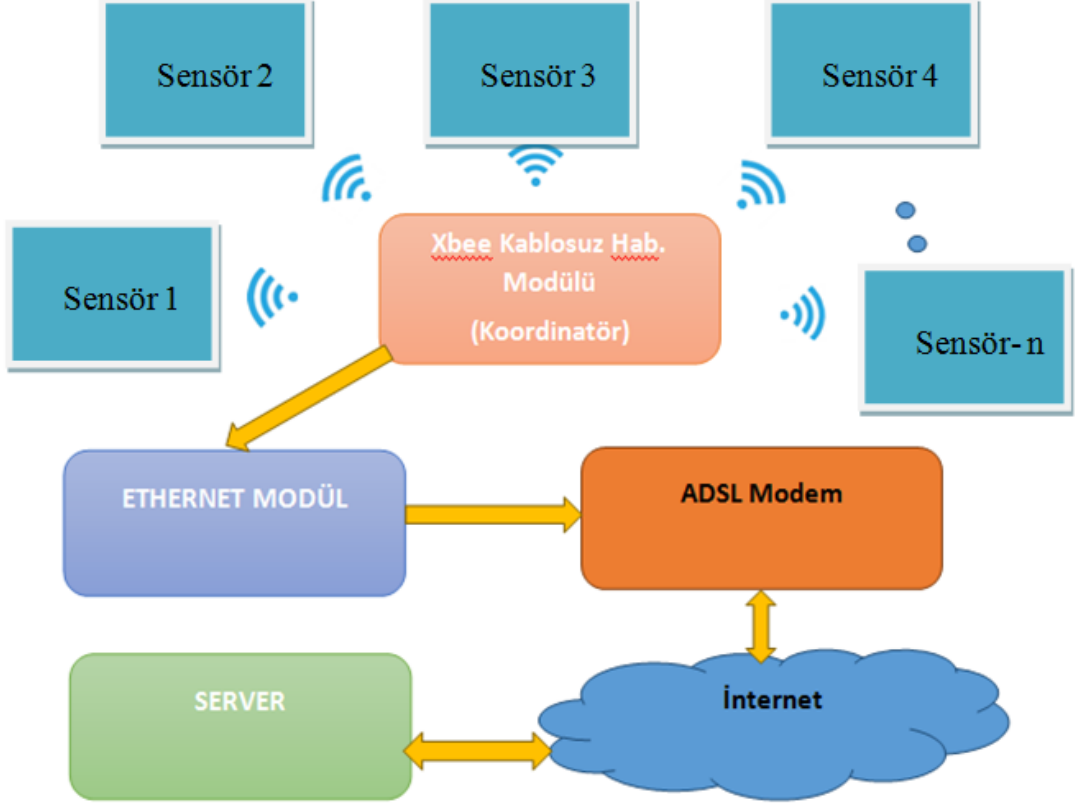 Sensör 2
Sensör 3
Sensör 4
Sensör 1
Xbee Kablosuz Hab.
Modülü
(Koordinatör)
Sensör- n
ETHERNET MODÜL
ADSL Modem
SERVER
İnternet